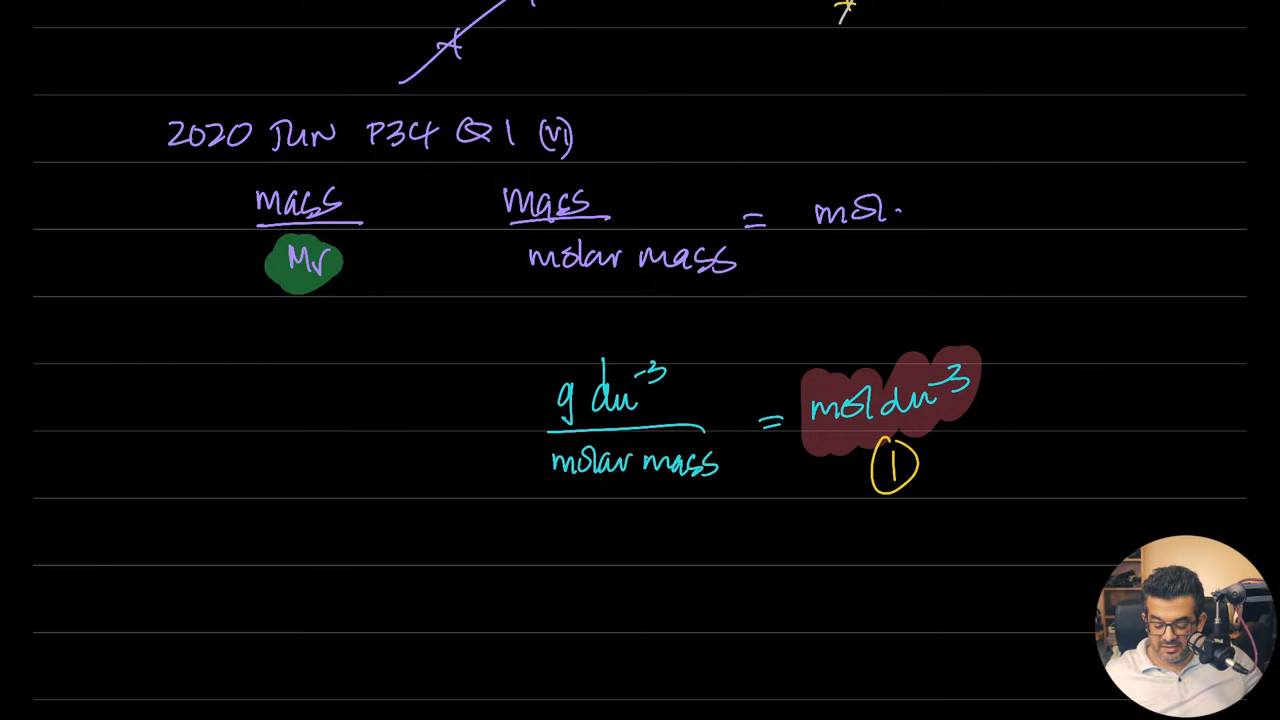 2020 JUN P34 Q1 (vi)
mass mass = mol.
Mr molar mass
g dm⁻³ = mol dm⁻³
molar mass
1